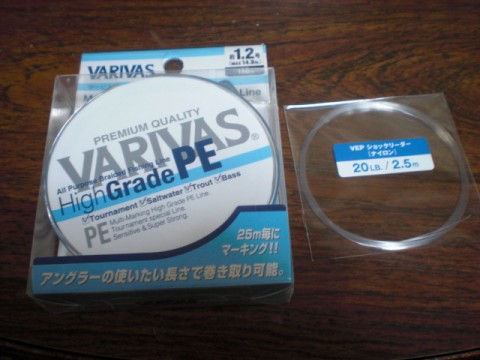 VARIVAS
1.2号
(MAX 14.5lb)
Line
PREMIUM QUALITY
VARIVAS®
All Purpose Braided Fishing Line
High Grade PE
Tournament Saltwater Trout Bass
PE
Multi-Marking High Grade PE Line.
Tournament special Line.
Sensitive & Super Strong.
25m毎に
マーキング!!
アングラーの使いたい長さで巻き取り可能。
VEP ショックリーダー
(ナイロン)
20LB. / 2.5m